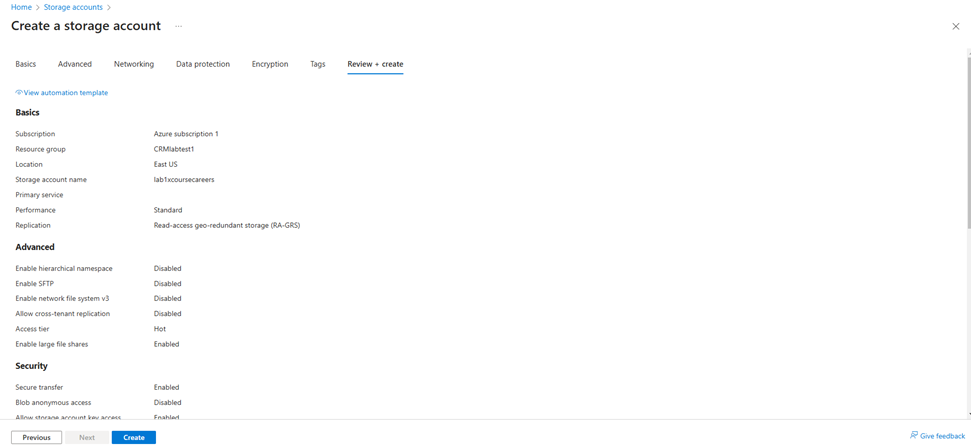 Home > Storage accounts >
Create a storage account ...
Basics Advanced Networking Data protection Encryption Tags Review + create
View automation template
Basics
Subscription Azure subscription 1
Resource group CRMlabtest1
Location East US
Storage account name lab1xcoursecareers
Primary service
Performance Standard
Replication Read-access geo-redundant storage (RA-GRS)
Advanced
Enable hierarchical namespace Disabled
Enable SFTP Disabled
Enable network file system v3 Disabled
Allow cross-tenant replication Disabled
Access tier Hot
Enable large file shares Enabled
Security
Secure transfer Enabled
Blob anonymous access Disabled
Allow storage account key access Enabled
Previous Next Create Give feedback